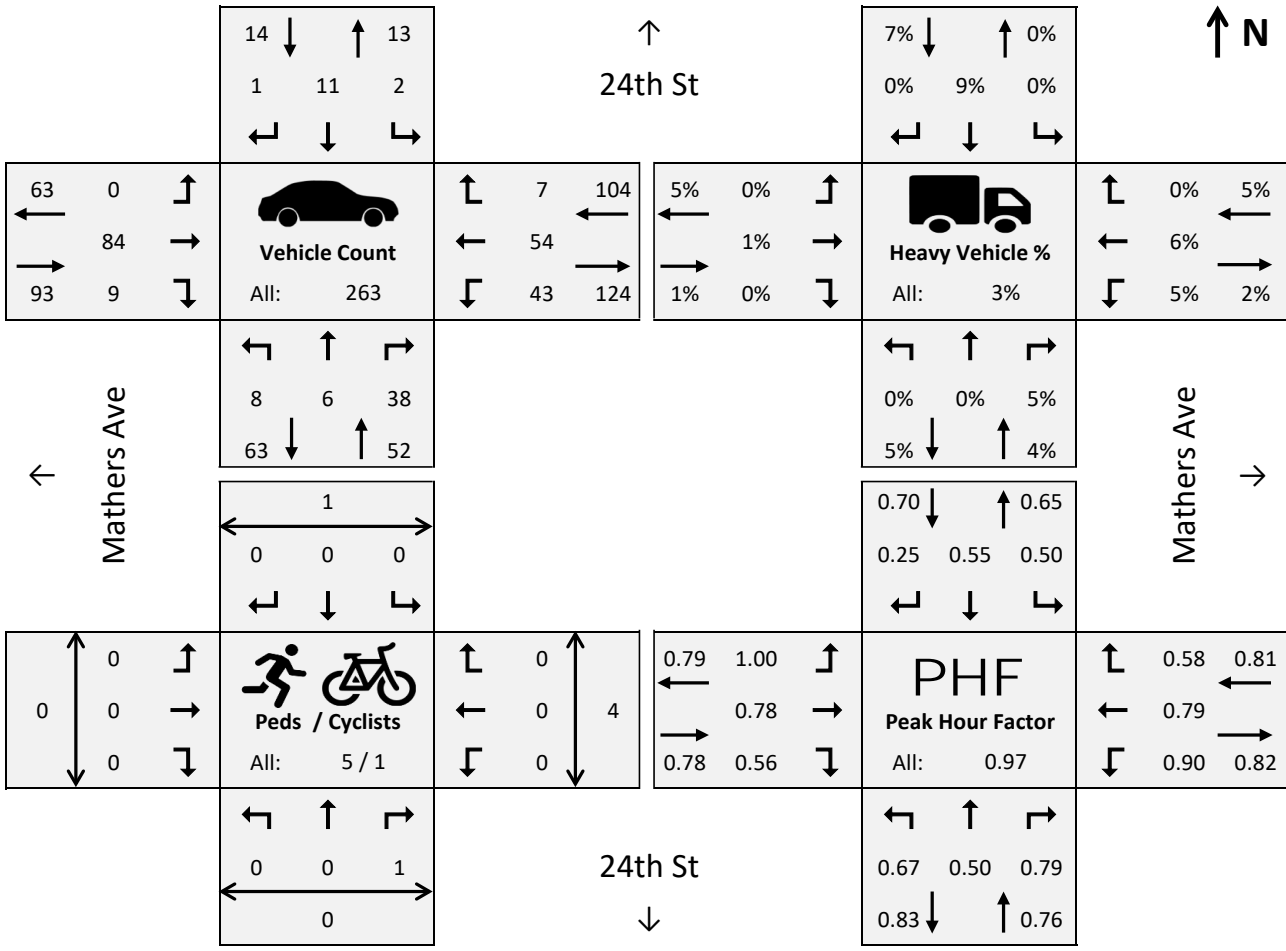 14 13 7% 0% N
24th St
1 11 2 0% 9% 0%
63 0 7 104 5% 0% 0% 5%
84 54 1% 6%
Vehicle Count Heavy Vehicle %
93 9 All: 263 43 124 1% 0% All: 3% 5% 2%
8 6 38 0% 0% 5%
63 52 5% 4%
Mathers Ave Mathers Ave
1 0.70 0.65
0 0 0 0.25 0.55 0.50
0 0 0.79 1.00 PHF 0.58 0.81
0 0 0 4 0.78 0.79
Peds / Cyclists Peak Hour Factor
0 All: 5 / 1 0 0.78 0.56 All: 0.97 0.90 0.82
0 0 1 0.67 0.50 0.79
24th St
0 0.83 0.76